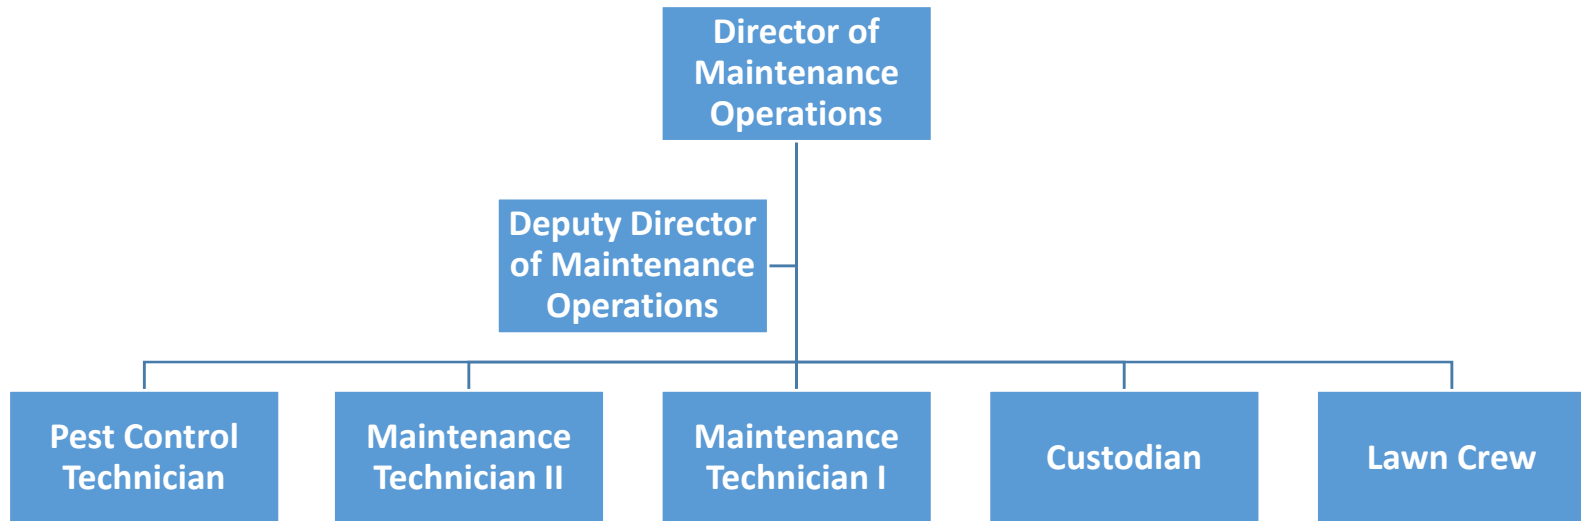 Director of
Maintenance
Operations
Deputy Director
of Maintenance
Operations
Pest Control
Technician
Maintenance
Technician II
Maintenance
Technician I
Custodian
Lawn Crew